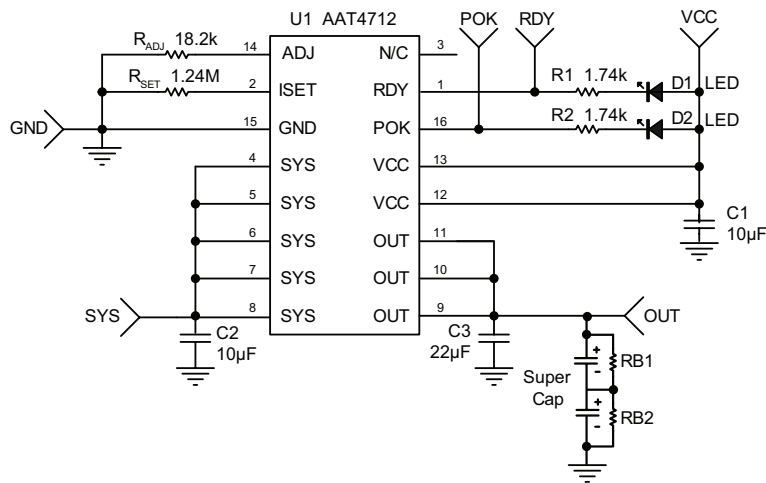 U1 AAT4712
POK
RDY
VCC
R_ADJ 18.2k
14
ADJ
N/C
3
R_SET 1.24M
2
ISET
RDY
1
R1 1.74k
D1
LED
GND
15
GND
POK
16
R2 1.74k
D2
LED
4
SYS
VCC
13
5
SYS
VCC
12
C1
10µF
6
SYS
OUT
11
7
SYS
OUT
10
SYS
8
SYS
OUT
9
OUT
C2
10µF
C3
22µF
Super
Cap
+
-
RB1
+
-
RB2